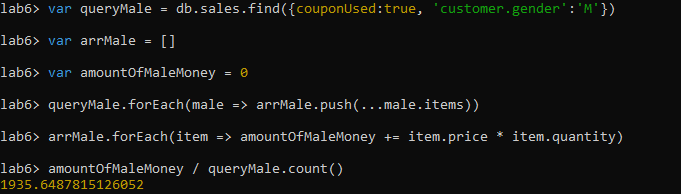 lab6> var queryMale = db.sales.find({couponUsed:true, 'customer.gender':'M'})
lab6> var arrMale = []
lab6> var amountOfMaleMoney = 0
lab6> queryMale.forEach(male => arrMale.push(...male.items))
lab6> arrMale.forEach(item => amountOfMaleMoney += item.price * item.quantity)
lab6> amountOfMaleMoney / queryMale.count()
1935.6487815126052